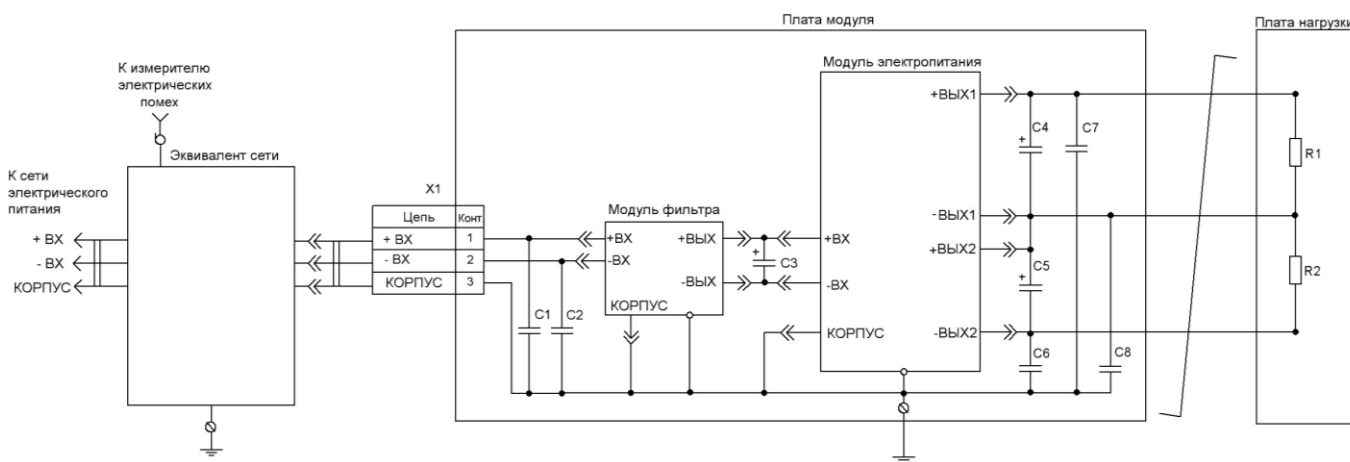 Плата модуля
Плата нагрузки
К измерителю
электрических
помех
Модуль электропитания
+ВЫХ1
Эквивалент сети
C4
C7
R1
К сети
электрического
питания
X1
Цепь
Конт.
Модуль фильтра
-ВЫХ1
+ ВХ
+ ВХ
1
+ВХ
+ВЫХ
+ВХ
+ВЫХ2
- ВХ
- ВХ
2
-ВХ
C3
C5
R2
КОРПУС
КОРПУС
3
-ВЫХ
-ВХ
КОРПУС
C1
C2
КОРПУС
-ВЫХ2
C6
C8